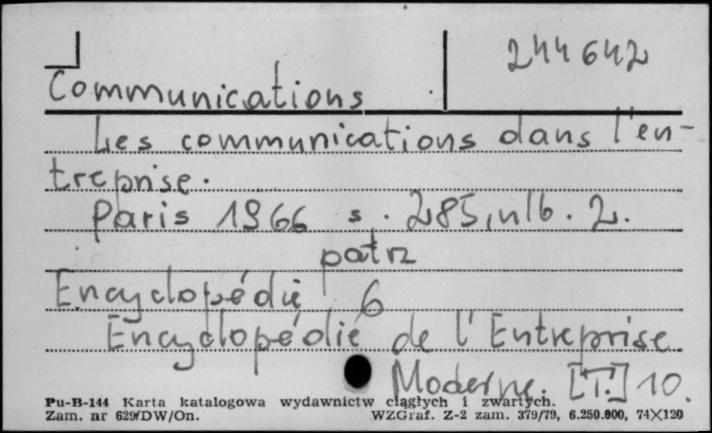 244642
Communications
Les communications dans l'en-
treprise.
Paris 1966 s. 285, nlb. 2.
patrz
Encyclopédie 6
Encyclopédie de l'Entreprise
Moderne. [T.] 10.
Pu-B-144 Karta katalogowa wydawnictw ciągłych i zwartych.
Zam. nr 629/DW/On. WZGraf. Z-2 zam. 379/79, 6.250.000, 74×120